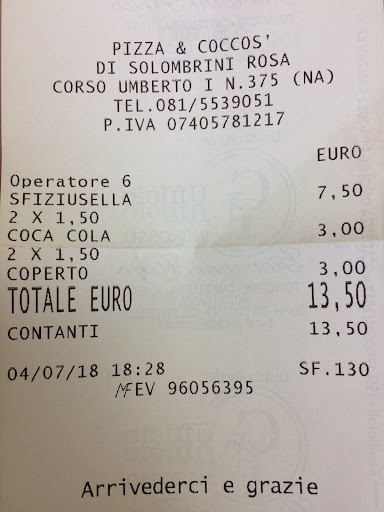 PIZZA & COCCOS'
DI SOLOMBRINI ROSA
CORSO UMBERTO I N.375 (NA)
TEL.081/5539051
P.IVA 07405781217
EURO
Operatore 6
SFIZIUSELLA 7,50
2 X 1,50
COCA COLA 3,00
2 X 1,50
COPERTO 3,00
TOTALE EURO 13,50
CONTANTI 13,50
04/07/18 18:28 SF.130
MFEV 96056395
Arrivederci e grazie